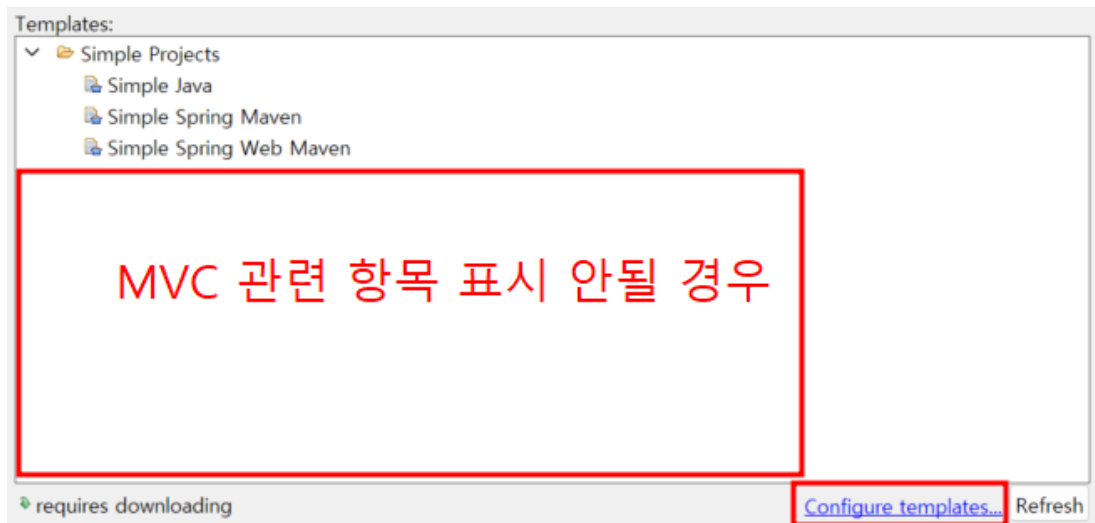 Templates:
Simple Projects
Simple Java
Simple Spring Maven
Simple Spring Web Maven
MVC 관련 항목 표시 안될 경우
requires downloading
Configure templates... Refresh